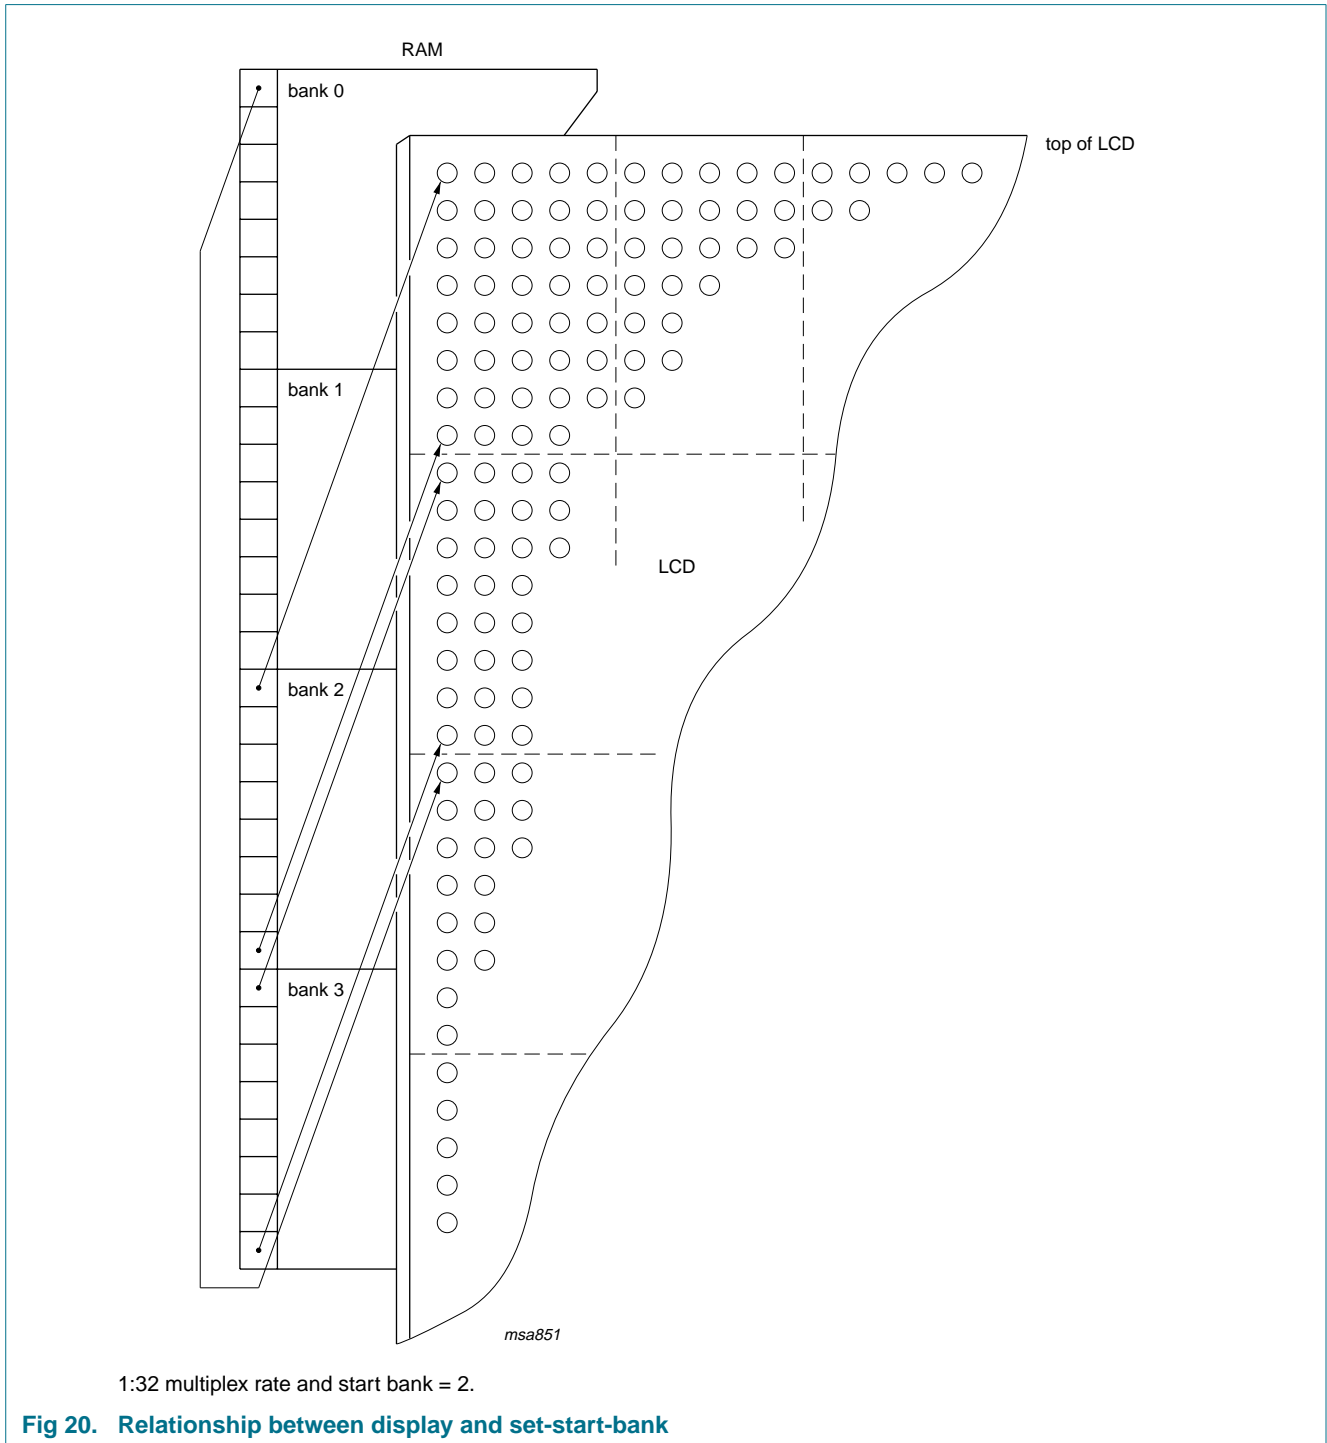 RAM
bank 0
top of LCD
bank 1
LCD
bank 2
bank 3
msa851
1:32 multiplex rate and start bank = 2.
Fig 20. Relationship between display and set-start-bank